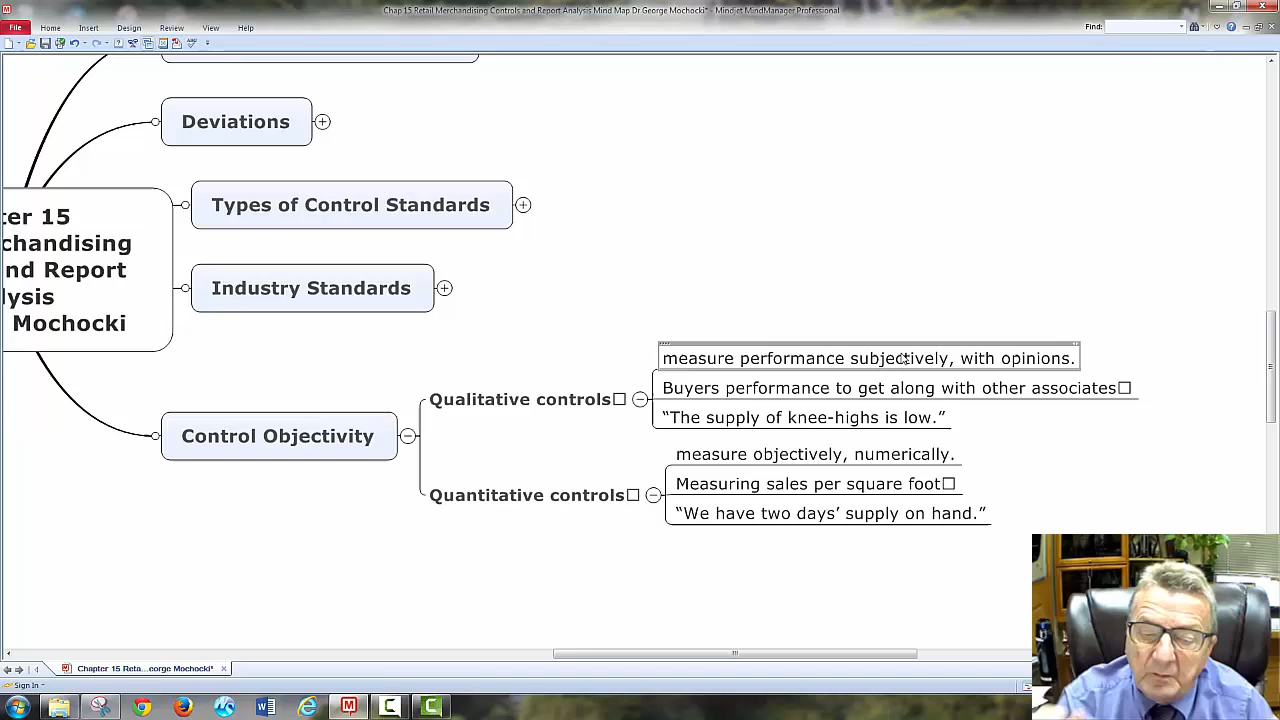 Chap 15 Retail Merchandising Controls and Report Analysis Mind Map Dr George Mochocki* - Mindjet MindManager Professional
File Home Insert Design Review View Help
Find:
Deviations
Types of Control Standards
ter 15
chandising
nd Report
lysis
Mochocki
Industry Standards
measure performance subjectively, with opinions.
Qualitative controls
Buyers performance to get along with other associates
“The supply of knee-highs is low.”
Control Objectivity
measure objectively, numerically.
Quantitative controls
Measuring sales per square foot
“We have two days’ supply on hand.”
Chapter 15 Reta...eorge Mochocki*
Sign In